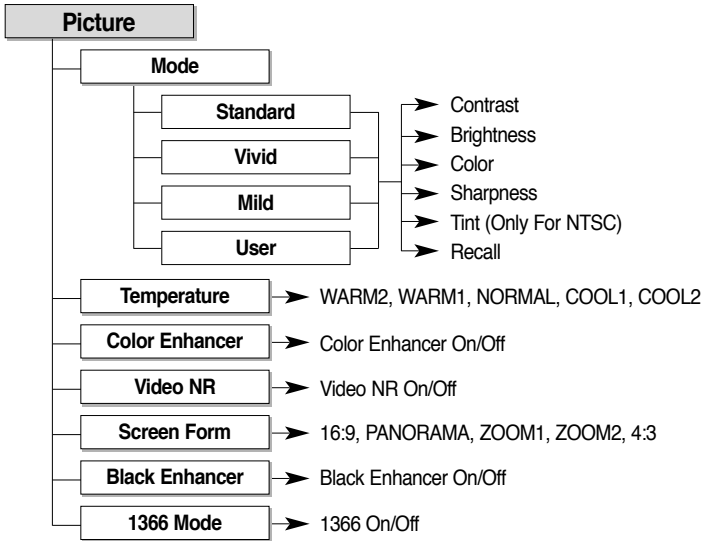 Picture
Mode
Standard
Vivid
Mild
User
Contrast
Brightness
Color
Sharpness
Tint (Only For NTSC)
Recall
Temperature
WARM2, WARM1, NORMAL, COOL1, COOL2
Color Enhancer
Color Enhancer On/Off
Video NR
Video NR On/Off
Screen Form
16:9, PANORAMA, ZOOM1, ZOOM2, 4:3
Black Enhancer
Black Enhancer On/Off
1366 Mode
1366 On/Off